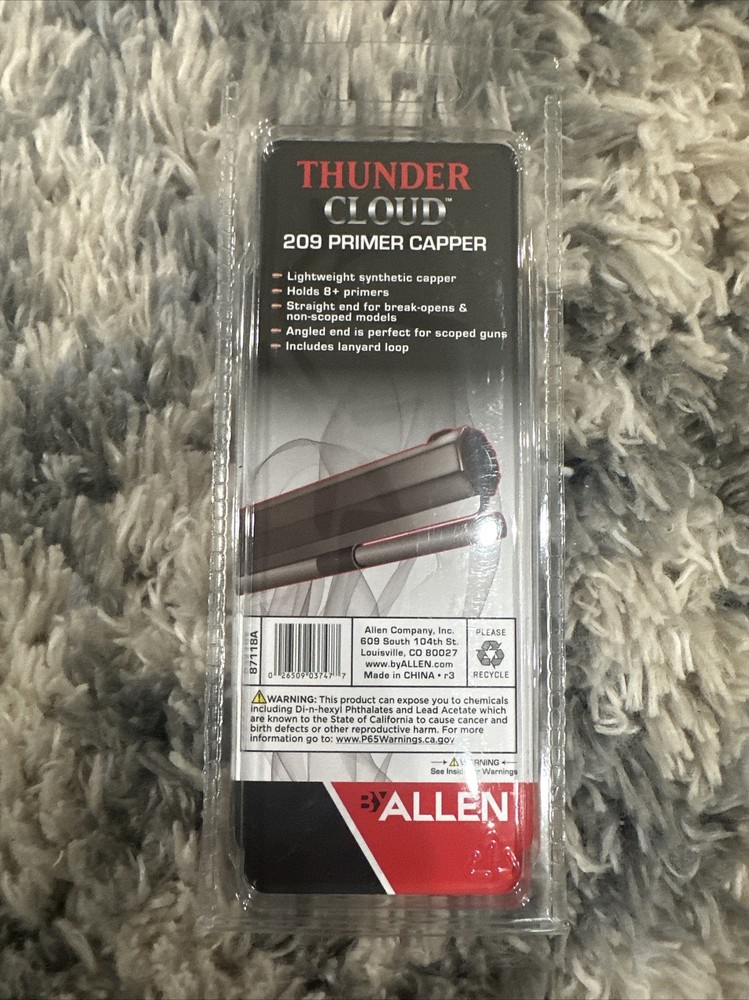 THUNDER
CLOUD™
209 PRIMER CAPPER
Lightweight synthetic capper
Holds 8+ primers
Straight end for break-opens &
non-scoped models
Angled end is perfect for scoped guns
Includes lanyard loop
87118A
0 26509 03747 7
Allen Company, Inc.
609 South 104th St.
Louisville, CO 80027
www.byALLEN.com
Made in CHINA • r3
PLEASE
RECYCLE
WARNING: This product can expose you to chemicals
including Di-n-hexyl Phthalates and Lead Acetate which
are known to the State of California to cause cancer and
birth defects or other reproductive harm. For more
information go to: www.P65Warnings.ca.gov
See Warnings
BY ALLEN